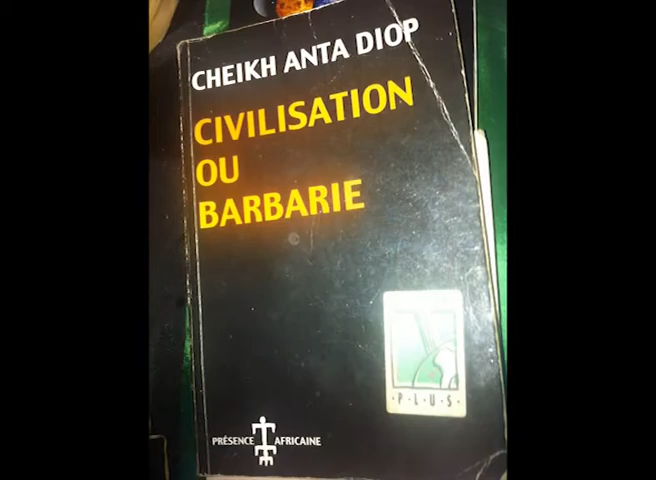 CHEIKH ANTA DIOP
CIVILISATION
OU
BARBARIE
·P·L·U·S·
PRÉSENCE AFRICAINE